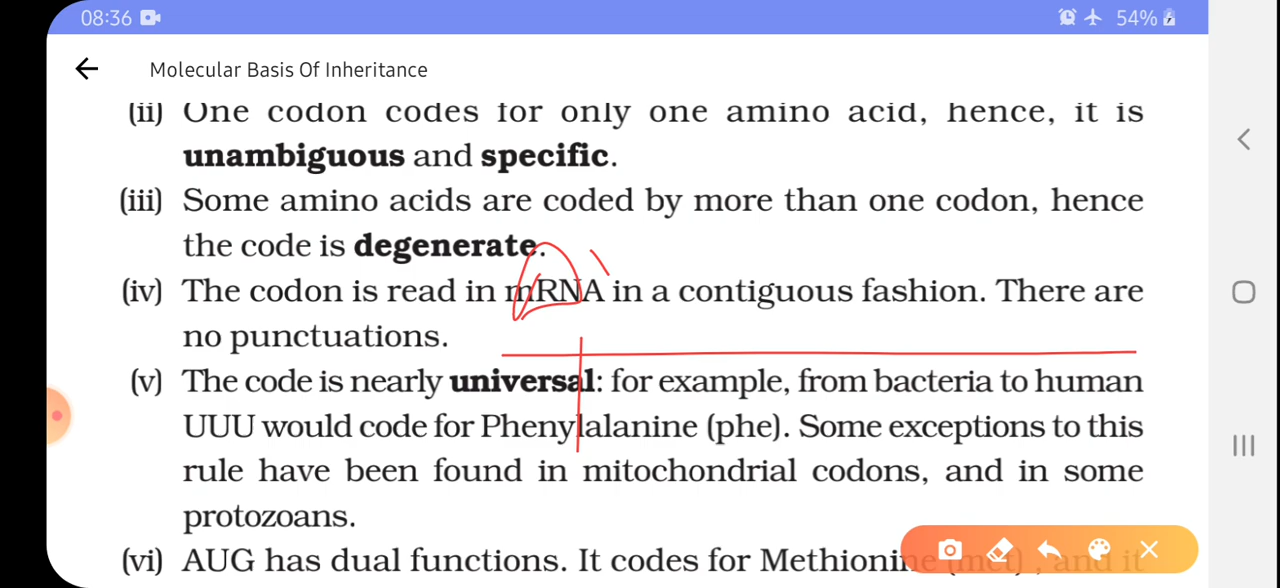 08:36 54%
Molecular Basis Of Inheritance
(ii) One codon codes for only one amino acid, hence, it is
unambiguous and specific.
(iii) Some amino acids are coded by more than one codon, hence
the code is degenerate.
(iv) The codon is read in mRNA in a contiguous fashion. There are
no punctuations.
(v) The code is nearly universal: for example, from bacteria to human
UUU would code for Phenylalanine (phe). Some exceptions to this
rule have been found in mitochondrial codons, and in some
protozoans.
(vi) AUG has dual functions. It codes for Methionine (met) , and it